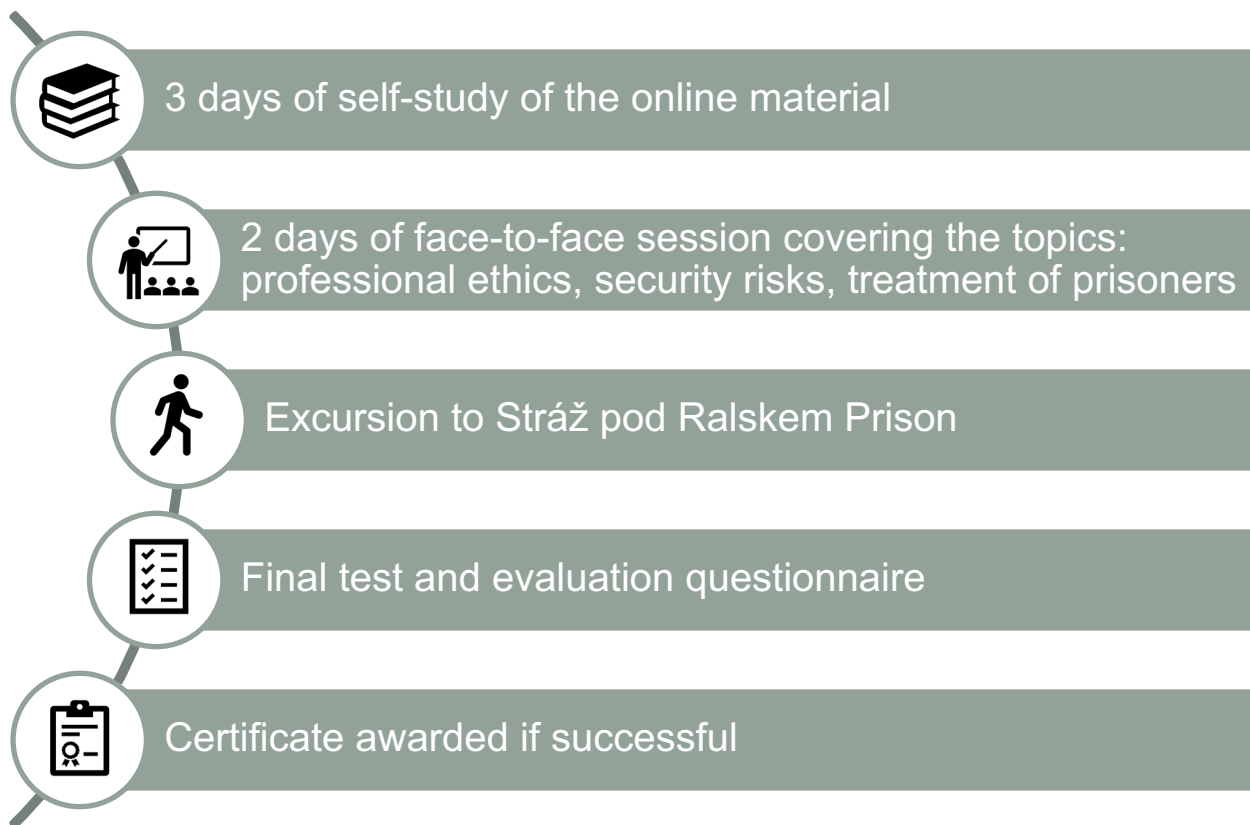 3 days of self-study of the online material
2 days of face-to-face session covering the topics:
professional ethics, security risks, treatment of prisoners
Excursion to Stráž pod Ralskem Prison
Final test and evaluation questionnaire
Certificate awarded if successful